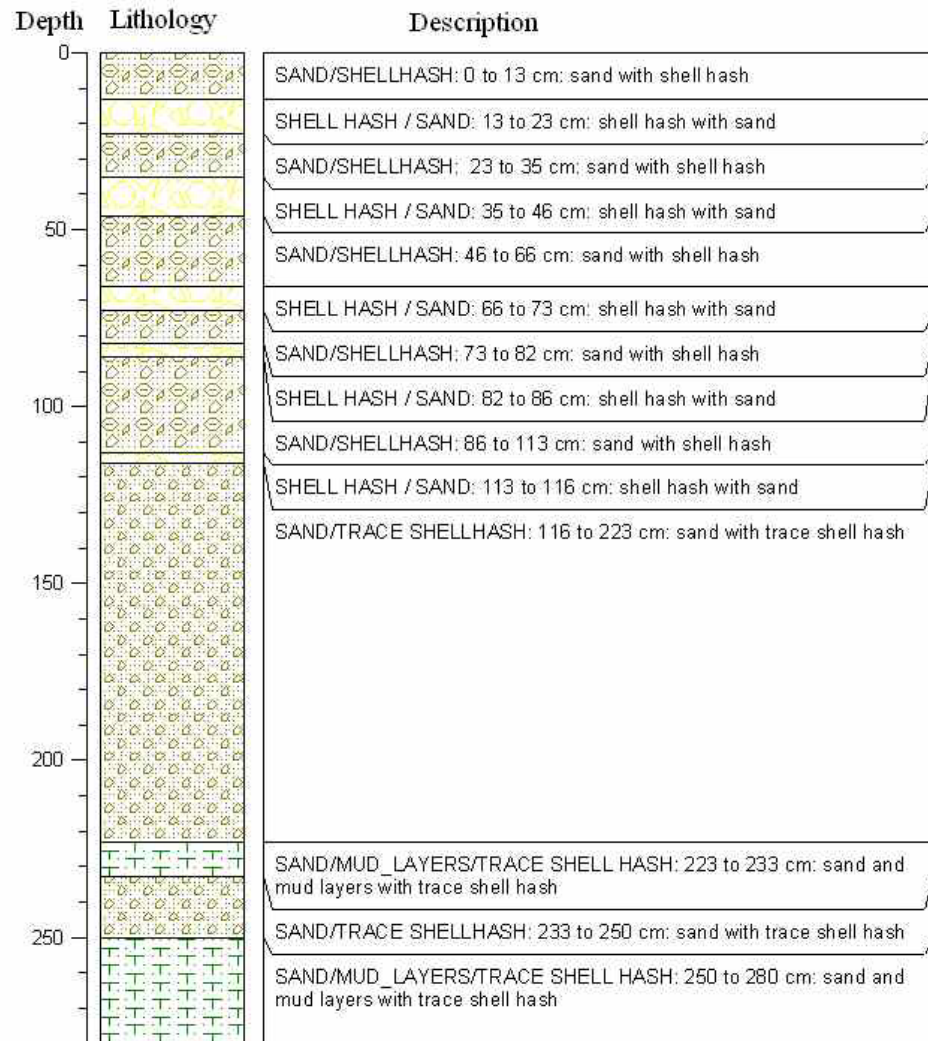 Depth Lithology Description
0
SAND/SHELLHASH: 0 to 13 cm: sand with shell hash
SHELL HASH / SAND: 13 to 23 cm: shell hash with sand
SAND/SHELLHASH: 23 to 35 cm: sand with shell hash
SHELL HASH / SAND: 35 to 46 cm: shell hash with sand
50
SAND/SHELLHASH: 46 to 66 cm: sand with shell hash
SHELL HASH / SAND: 66 to 73 cm: shell hash with sand
SAND/SHELLHASH: 73 to 82 cm: sand with shell hash
SHELL HASH / SAND: 82 to 86 cm: shell hash with sand
100
SAND/SHELLHASH: 86 to 113 cm: sand with shell hash
SHELL HASH / SAND: 113 to 116 cm: shell hash with sand
SAND/TRACE SHELLHASH: 116 to 223 cm: sand with trace shell hash
150
200
SAND/MUD_LAYERS/TRACE SHELL HASH: 223 to 233 cm: sand and
mud layers with trace shell hash
SAND/TRACE SHELLHASH: 233 to 250 cm: sand with trace shell hash
250
SAND/MUD_LAYERS/TRACE SHELL HASH: 250 to 280 cm: sand and
mud layers with trace shell hash